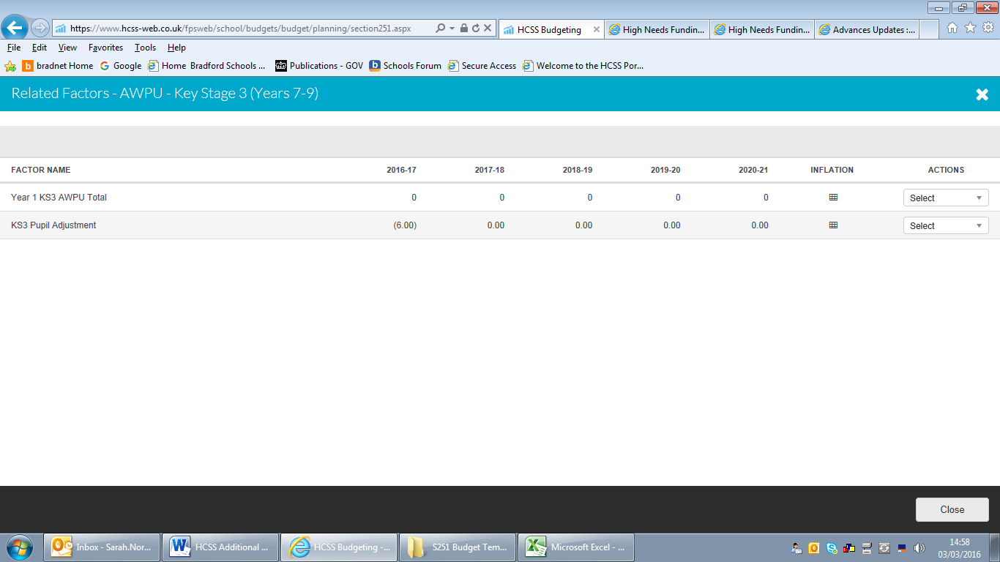 https://www.hcss-web.co.uk/fpsweb/school/budgets/budget/planning/section251.aspx
HCSS Budgeting
High Needs Fundin...
High Needs Fundin...
Advances Updates :...
File Edit View Favorites Tools Help
bradnet Home Google Home Bradford Schools ... Publications - GOV Schools Forum Secure Access Welcome to the HCSS Por...
Related Factors - AWPU - Key Stage 3 (Years 7-9)
FACTOR NAME 2016-17 2017-18 2018-19 2019-20 2020-21 INFLATION ACTIONS
Year 1 KS3 AWPU Total 0 0 0 0 0 Select
KS3 Pupil Adjustment (6.00) 0.00 0.00 0.00 0.00 Select
Close
Inbox - Sarah.Nor... HCSS Additional ... HCSS Budgeting -... S251 Budget Tem... Microsoft Excel - ...
14:58
03/03/2016